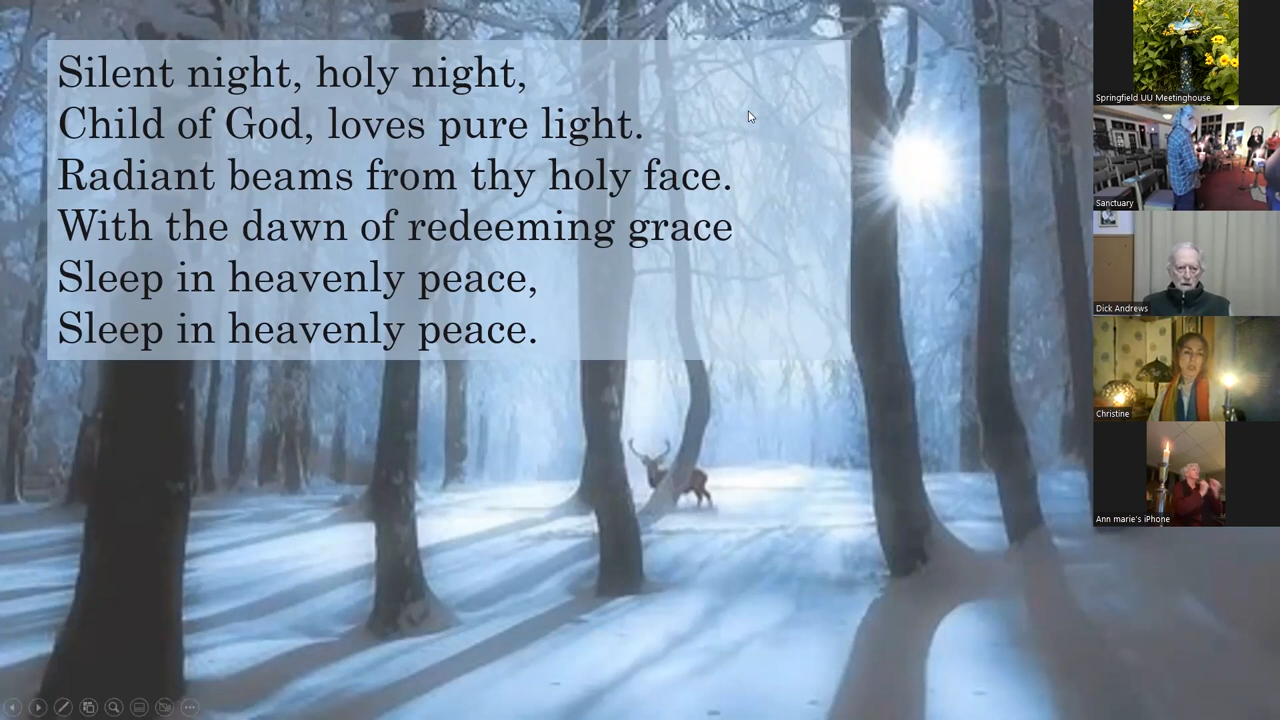 Silent night, holy night,
Child of God, loves pure light.
Radiant beams from thy holy face.
With the dawn of redeeming grace
Sleep in heavenly peace,
Sleep in heavenly peace.
Springfield UU Meetinghouse
Sanctuary
Dick Andrews
Christine
Ann marie's iPhone